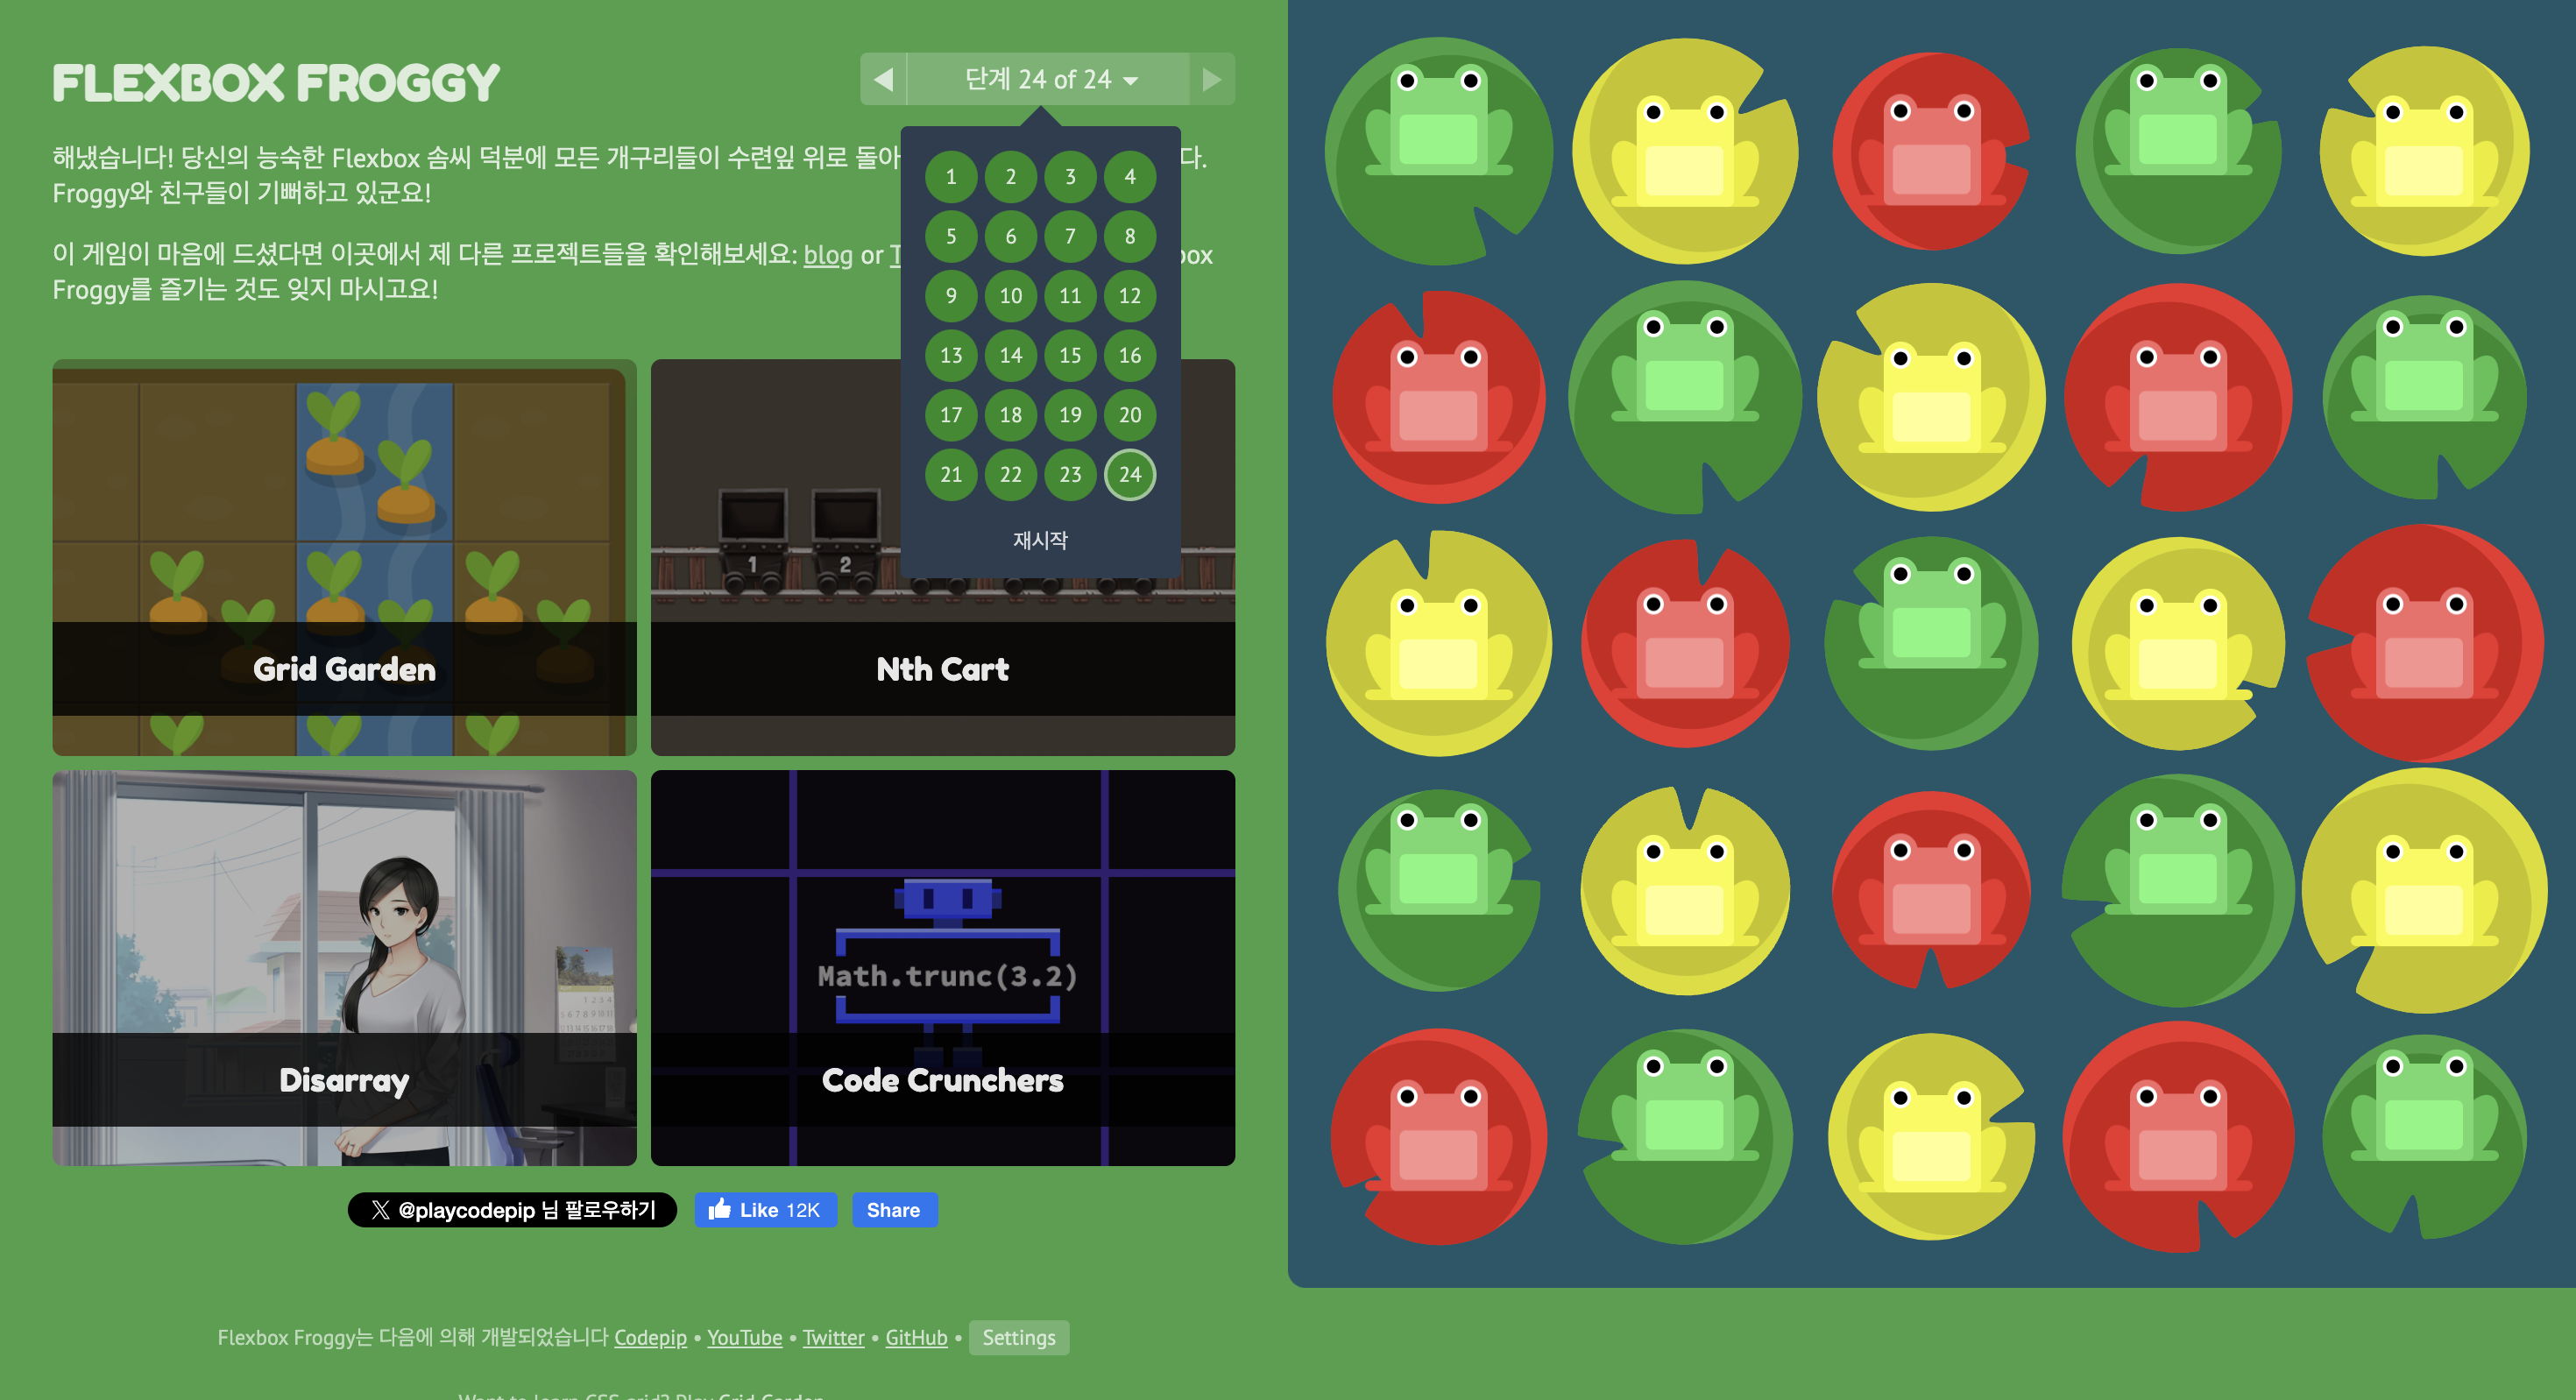 FLEXBOX FROGGY
단계 24 of 24
해냈습니다! 당신의 능숙한 Flexbox 솜씨 덕분에 모든 개구리들이 수련잎 위로 돌아
다.
Froggy와 친구들이 기뻐하고 있군요!
이 게임이 마음에 드셨다면 이곳에서 제 다른 프로젝트들을 확인해보세요: blog or
Froggy를 즐기는 것도 잊지 마시고요!
1 2 3 4
5 6 7 8
9 10 11 12
13 14 15 16
17 18 19 20
21 22 23 24
재시작
1 2
Grid Garden
Nth Cart
Math.trunc(3.2)
Disarray
Code Crunchers
@playcodepip 님 팔로우하기
Like 12K
Share
Flexbox Froggy는 다음에 의해 개발되었습니다 Codepip • YouTube • Twitter • GitHub • Settings
Want to learn CSS grid? Play Grid Garden